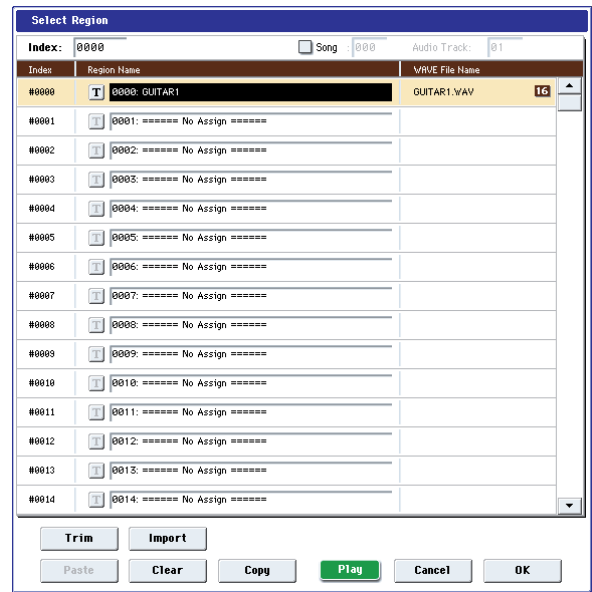 Select Region
Index: 0000 Song : 000 Audio Track: 01
Index Region Name WAVE File Name
#0000 T 0000: GUITAR1 GUITAR1.WAV 16
#0001 T 0001: ====== No Assign ======
#0002 T 0002: ====== No Assign ======
#0003 T 0003: ====== No Assign ======
#0004 T 0004: ====== No Assign ======
#0005 T 0005: ====== No Assign ======
#0006 T 0006: ====== No Assign ======
#0007 T 0007: ====== No Assign ======
#0008 T 0008: ====== No Assign ======
#0009 T 0009: ====== No Assign ======
#0010 T 0010: ====== No Assign ======
#0011 T 0011: ====== No Assign ======
#0012 T 0012: ====== No Assign ======
#0013 T 0013: ====== No Assign ======
#0014 T 0014: ====== No Assign ======
Trim Import
Paste Clear Copy Play Cancel OK